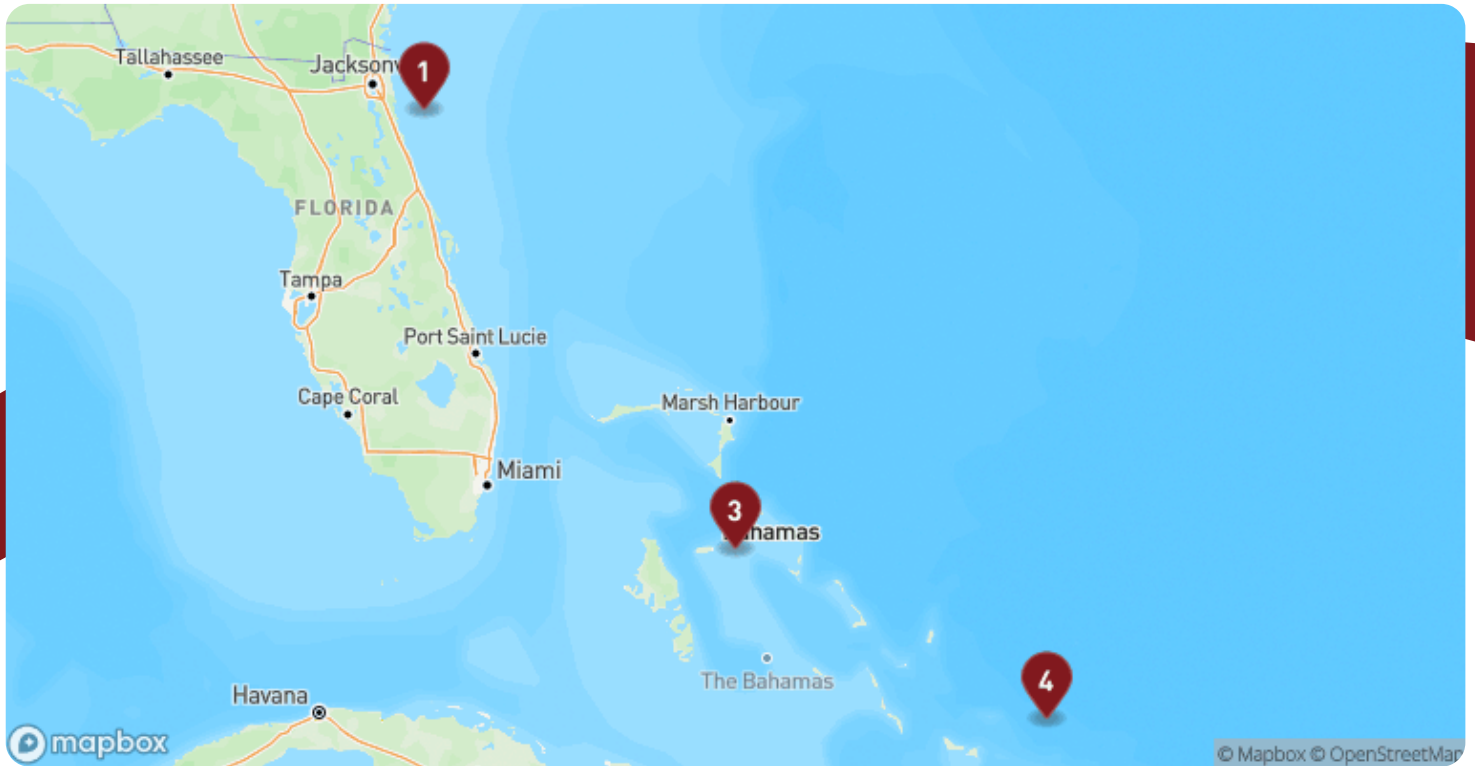 Tallahassee
Jacksonv
1
FLORIDA
Tampa
Port Saint Lucie
Cape Coral
Marsh Harbour
Miami
3
hamas
The Bahamas
4
Havana
mapbox
© Mapbox © OpenStreetMap